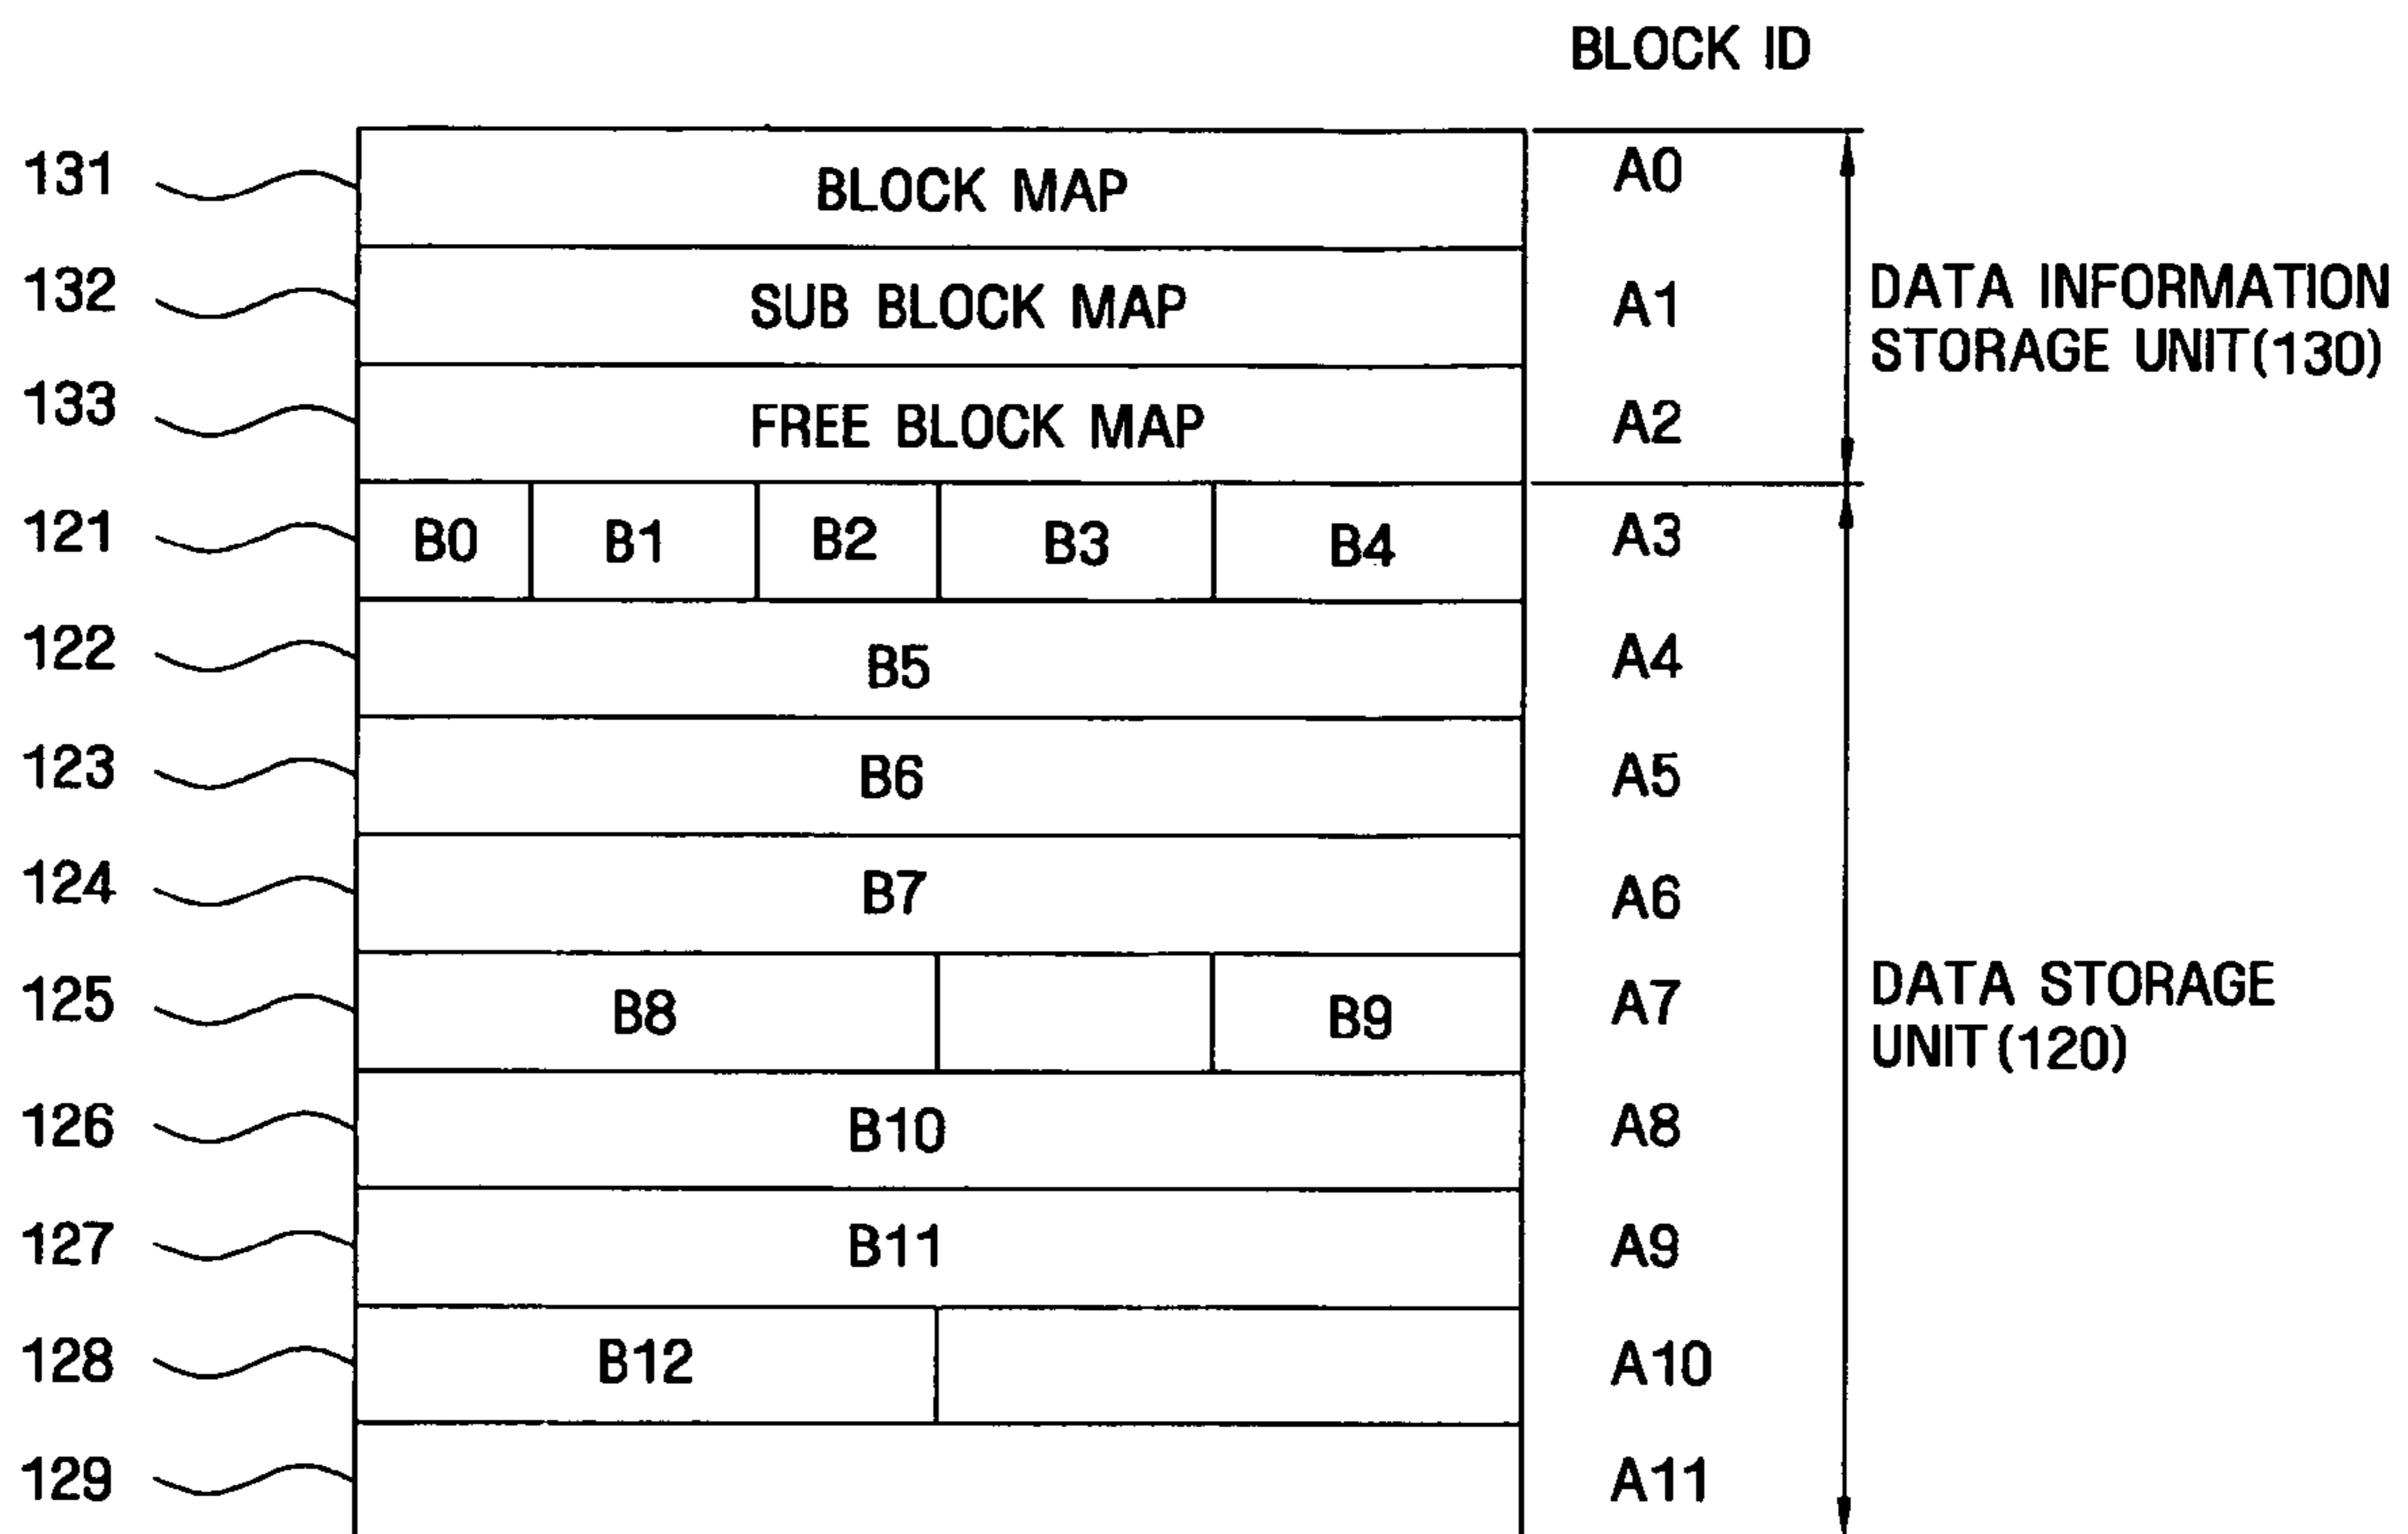 BLOCK ID
131 BLOCK MAP A0
132 SUB BLOCK MAP A1
DATA INFORMATION
STORAGE UNIT(130)
133 FREE BLOCK MAP A2
121 B0 B1 B2 B3 B4 A3
122 B5 A4
123 B6 A5
124 B7 A6
125 B8 B9 A7
DATA STORAGE
UNIT(120)
126 B10 A8
127 B11 A9
128 B12 A10
129 A11